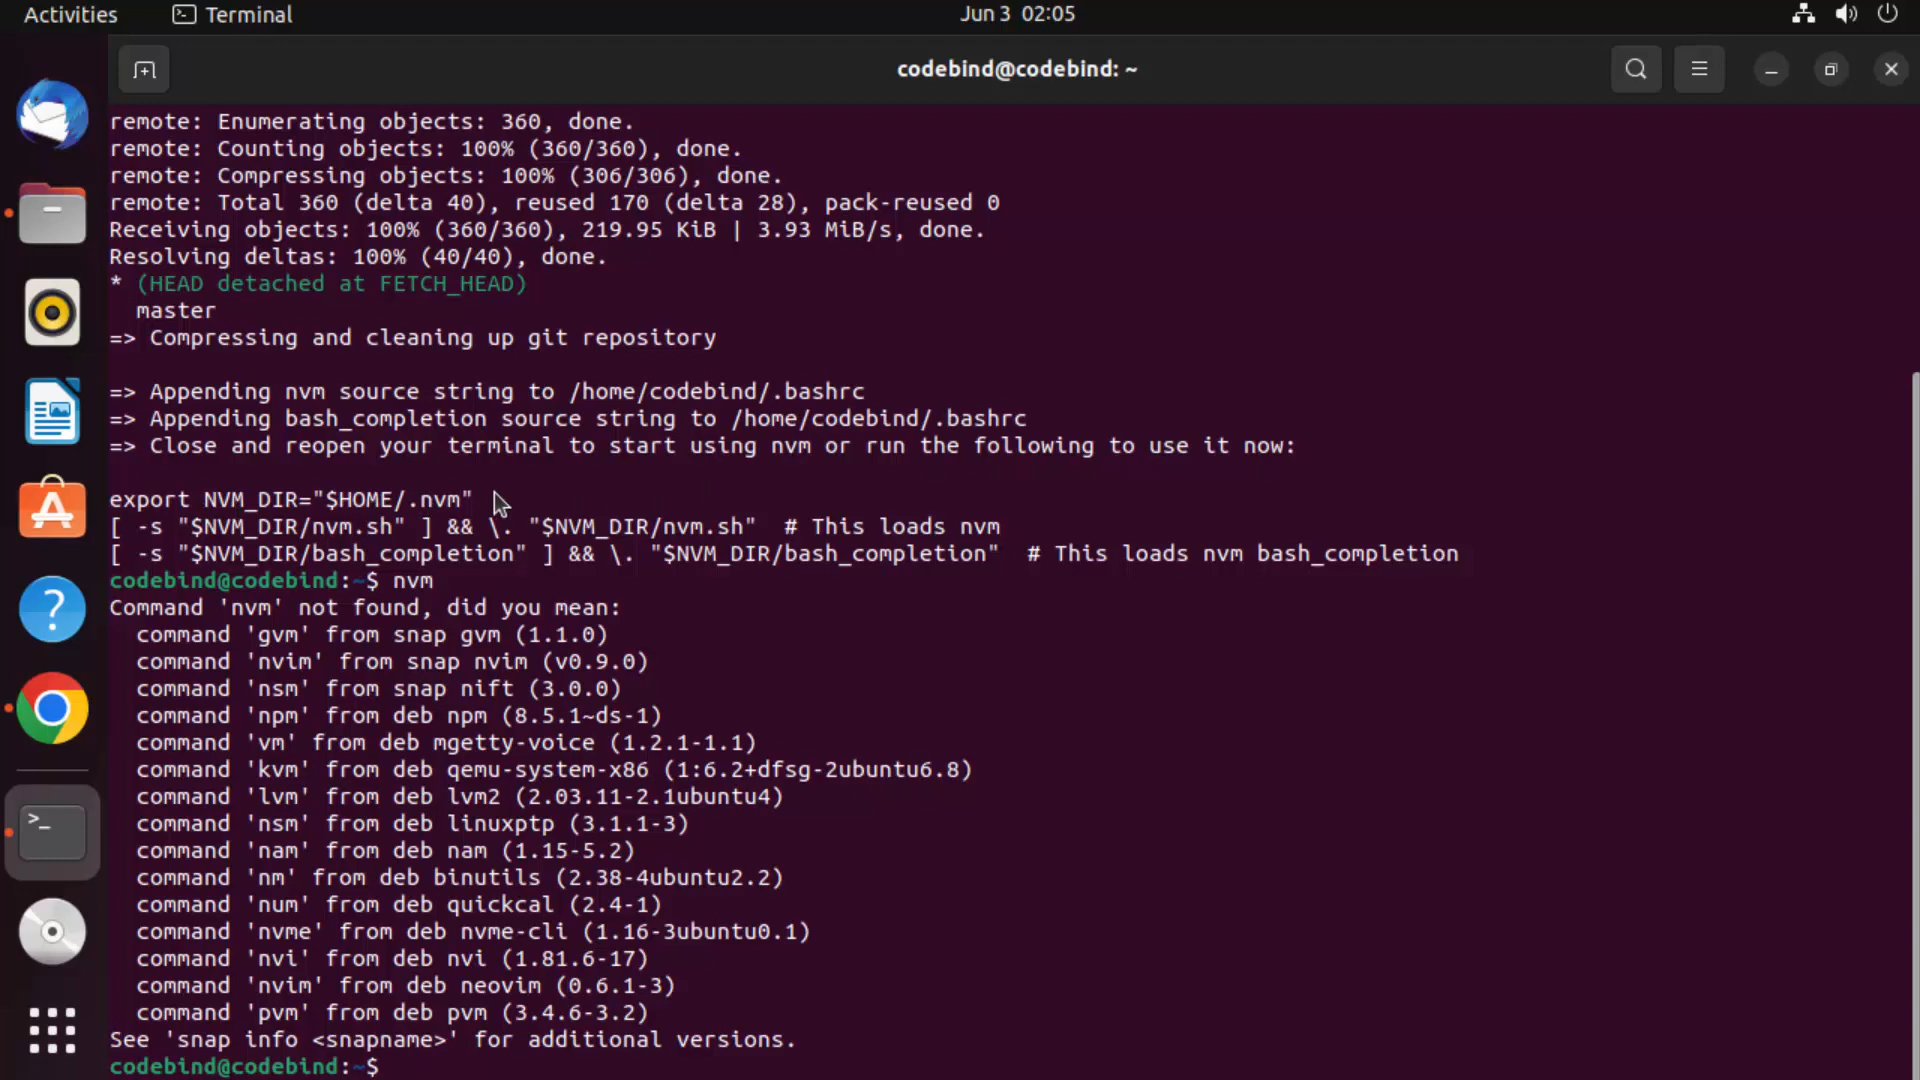 Activities
Terminal
Jun 3 02:05
codebind@codebind: ~
remote: Enumerating objects: 360, done.
remote: Counting objects: 100% (360/360), done.
remote: Compressing objects: 100% (306/306), done.
remote: Total 360 (delta 40), reused 170 (delta 28), pack-reused 0
Receiving objects: 100% (360/360), 219.95 KiB | 3.93 MiB/s, done.
Resolving deltas: 100% (40/40), done.
* (HEAD detached at FETCH_HEAD)
  master
=> Compressing and cleaning up git repository

=> Appending nvm source string to /home/codebind/.bashrc
=> Appending bash_completion source string to /home/codebind/.bashrc
=> Close and reopen your terminal to start using nvm or run the following to use it now:

export NVM_DIR="$HOME/.nvm"
[ -s "$NVM_DIR/nvm.sh" ] && \. "$NVM_DIR/nvm.sh"  # This loads nvm
[ -s "$NVM_DIR/bash_completion" ] && \. "$NVM_DIR/bash_completion"  # This loads nvm bash_completion
codebind@codebind:~$ nvm
Command 'nvm' not found, did you mean:
  command 'gvm' from snap gvm (1.1.0)
  command 'nvim' from snap nvim (v0.9.0)
  command 'nsm' from snap nift (3.0.0)
  command 'npm' from deb npm (8.5.1~ds-1)
  command 'vm' from deb mgetty-voice (1.2.1-1.1)
  command 'kvm' from deb qemu-system-x86 (1:6.2+dfsg-2ubuntu6.8)
  command 'lvm' from deb lvm2 (2.03.11-2.1ubuntu4)
  command 'nsm' from deb linuxptp (3.1.1-3)
  command 'nam' from deb nam (1.15-5.2)
  command 'nm' from deb binutils (2.38-4ubuntu2.2)
  command 'num' from deb quickcal (2.4-1)
  command 'nvme' from deb nvme-cli (1.16-3ubuntu0.1)
  command 'nvi' from deb nvi (1.81.6-17)
  command 'nvim' from deb neovim (0.6.1-3)
  command 'pvm' from deb pvm (3.4.6-3.2)
See 'snap info <snapname>' for additional versions.
codebind@codebind:~$